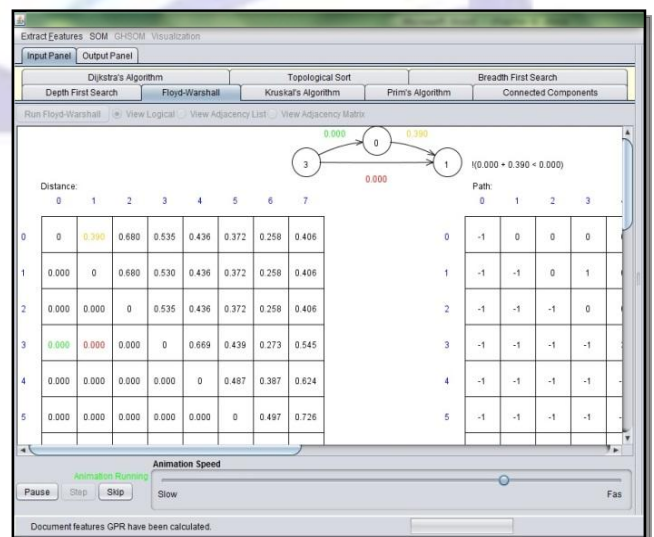 Extract Features SOM GHSOM Visualization
Input Panel Output Panel
Dijkstra's Algorithm Topological Sort Breadth First Search
Depth First Search Floyd-Warshall Kruskal's Algorithm Prim's Algorithm Connected Components
Run Floyd-Warshall View Logical View Adjacency List View Adjacency Matrix
0.000 0 0.390
3 1 !(0.000 + 0.390 < 0.000)
0.000
Distance: Path:
0 1 2 3 4 5 6 7 0 1 2 3
0 0 0.390 0.680 0.535 0.436 0.372 0.258 0.406 0 -1 0 0 0
1 0.000 0 0.680 0.530 0.436 0.372 0.258 0.406 1 -1 -1 0 1
2 0.000 0.000 0 0.535 0.436 0.372 0.258 0.406 2 -1 -1 -1 0
3 0.000 0.000 0.000 0 0.669 0.439 0.273 0.545 3 -1 -1 -1 -1
4 0.000 0.000 0.000 0.000 0 0.487 0.387 0.624 4 -1 -1 -1 -1
5 0.000 0.000 0.000 0.000 0.000 0 0.497 0.726 5 -1 -1 -1 -1
Animation Speed
Animation Running
Pause Step Skip Slow Fas
Document features GPR have been calculated.